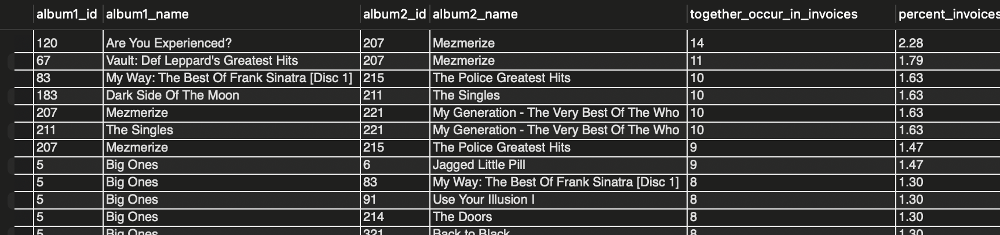 album1_id album1_name album2_id album2_name together_occur_in_invoices percent_invoices
120 Are You Experienced? 207 Mezmerize 14 2.28
67 Vault: Def Leppard's Greatest Hits 207 Mezmerize 11 1.79
83 My Way: The Best Of Frank Sinatra [Disc 1] 215 The Police Greatest Hits 10 1.63
183 Dark Side Of The Moon 211 The Singles 10 1.63
207 Mezmerize 221 My Generation - The Very Best Of The Who 10 1.63
211 The Singles 221 My Generation - The Very Best Of The Who 10 1.63
207 Mezmerize 215 The Police Greatest Hits 9 1.47
5 Big Ones 6 Jagged Little Pill 9 1.47
5 Big Ones 83 My Way: The Best Of Frank Sinatra [Disc 1] 8 1.30
5 Big Ones 91 Use Your Illusion I 8 1.30
5 Big Ones 214 The Doors 8 1.30
5 Big Ones 321 Back to Black 8 1.30